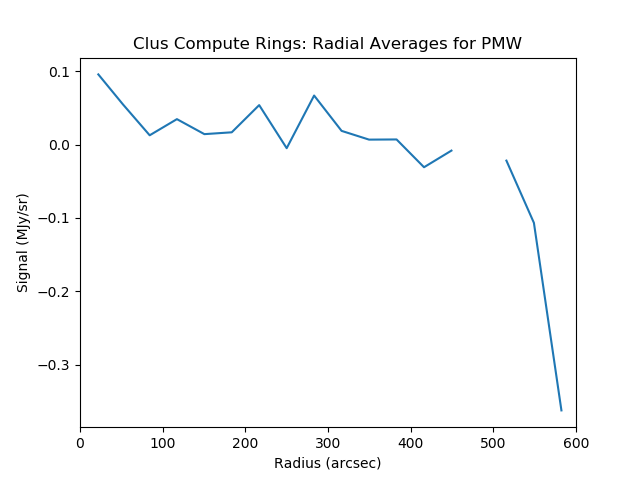 Clus Compute Rings: Radial Averages for PMW
Signal (MJy/sr)
0.1
0.0
−0.1
−0.2
−0.3
0 100 200 300 400 500 600
Radius (arcsec)